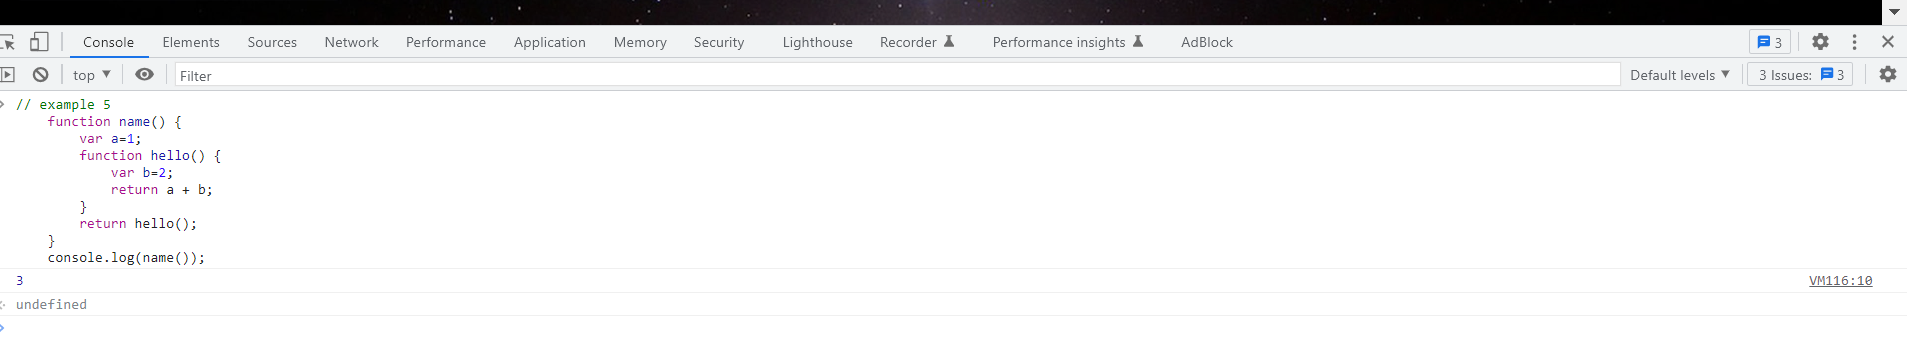 Console Elements Sources Network Performance Application Memory Security Lighthouse Recorder Performance insights AdBlock 3
top Filter Default levels 3 Issues: 3
// example 5
function name() {
var a=1;
function hello() {
var b=2;
return a + b;
}
return hello();
}
console.log(name());
3 VM116:10
undefined